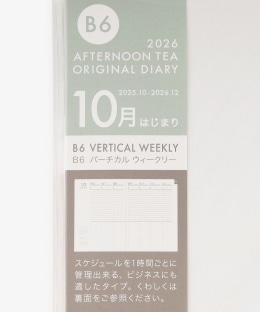 B6
2026
AFTERNOON TEA
ORIGINAL DIARY
2025.10-2026.12
10月はじまり
B6 VERTICAL WEEKLY
B6 バーチカル ウィークリー
スケジュールを1時間ごとに
管理出来る、ビジネスにも
適したタイプ。くわしくは
裏面をご参照ください。